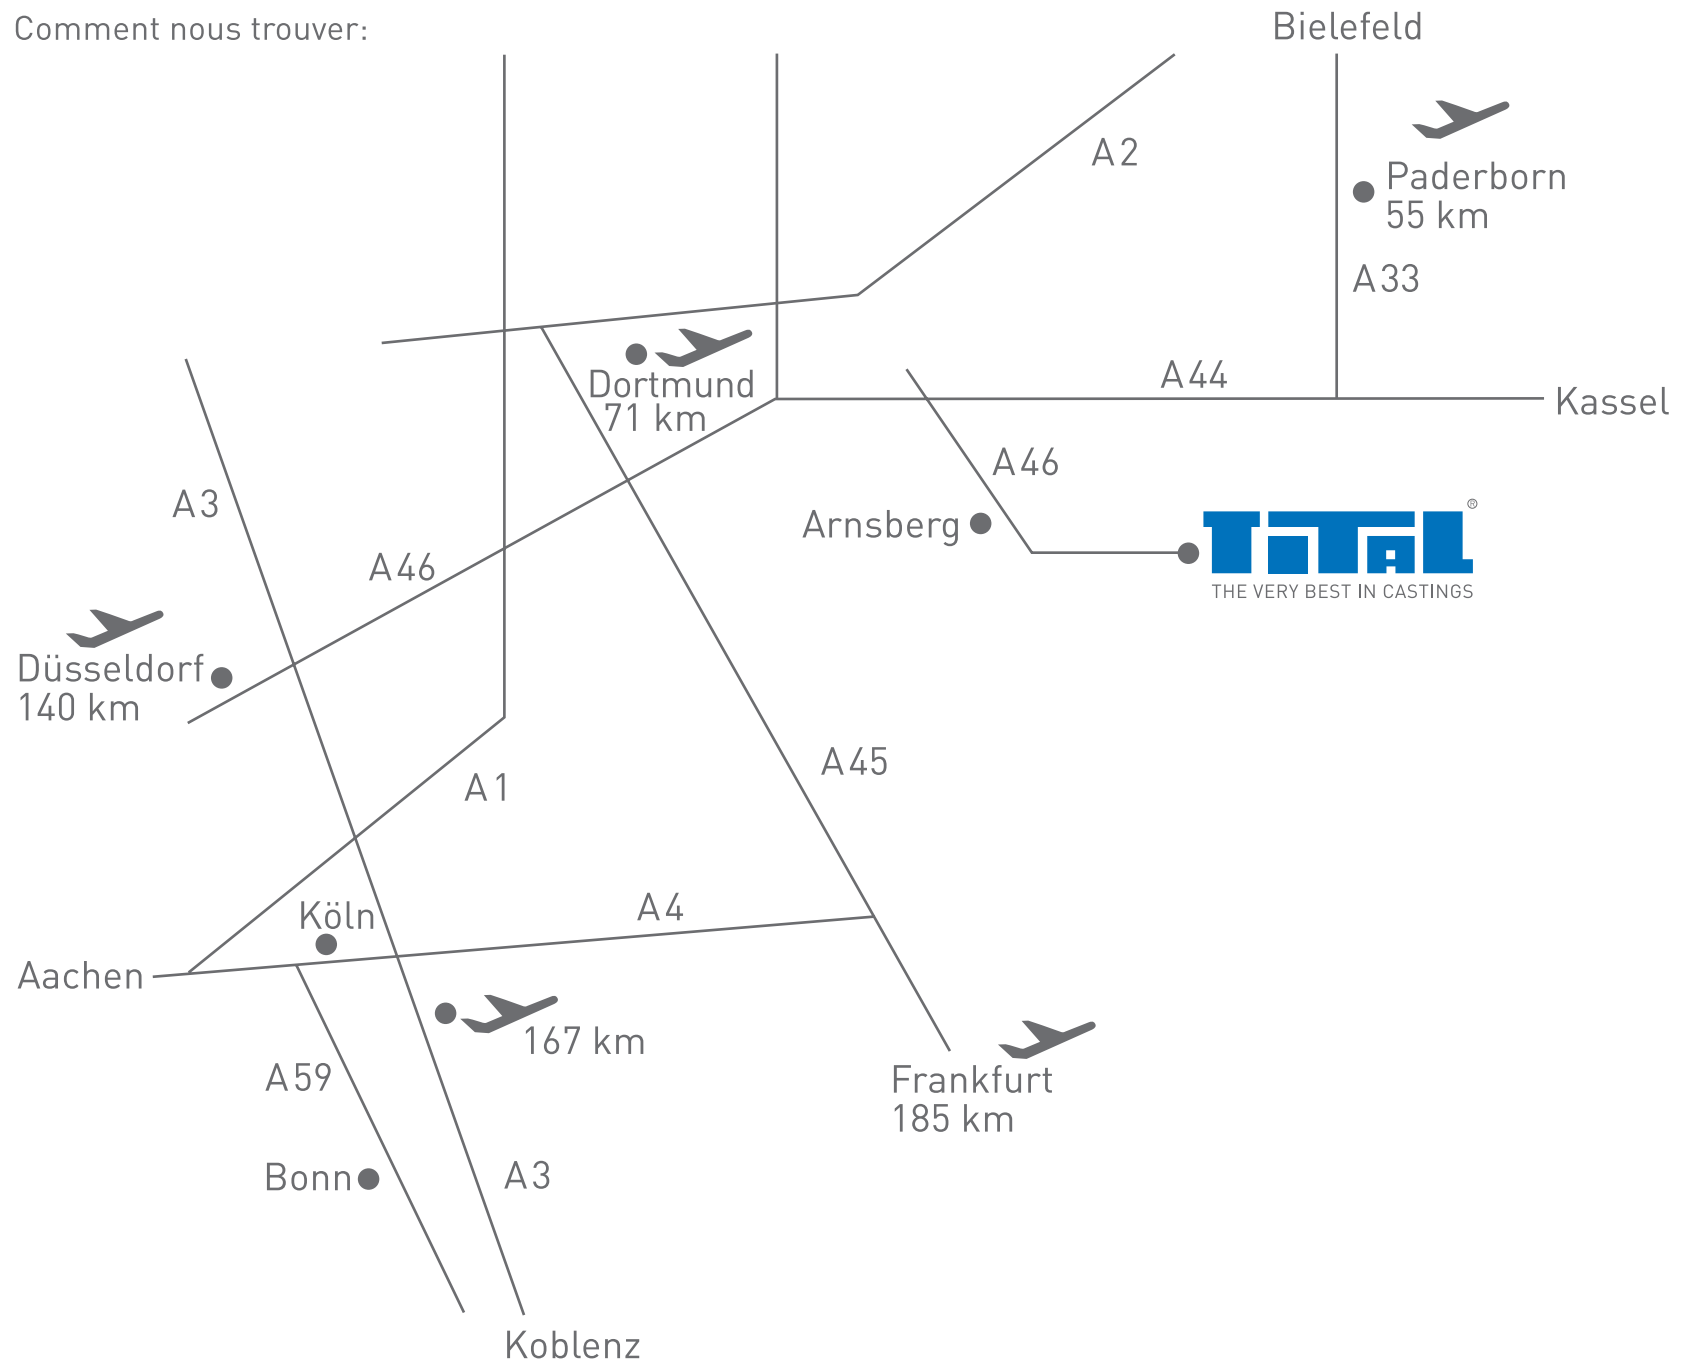 Comment nous trouver:
Bielefeld
A2
Paderborn
55 km
A33
Dortmund
71 km
A44
Kassel
A46
A3
Arnsberg
TiTAL®
THE VERY BEST IN CASTINGS
A46
Düsseldorf
140 km
A45
A1
Köln
A4
Aachen
167 km
A59
Frankfurt
185 km
Bonn
A3
Koblenz